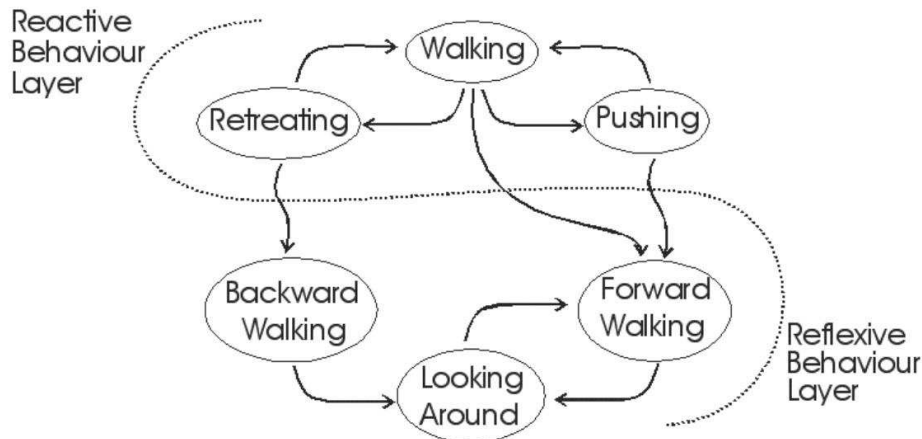 Reactive
Behaviour
Layer
Walking
Retreating
Pushing
Backward
Walking
Forward
Walking
Looking
Around
Reflexive
Behaviour
Layer